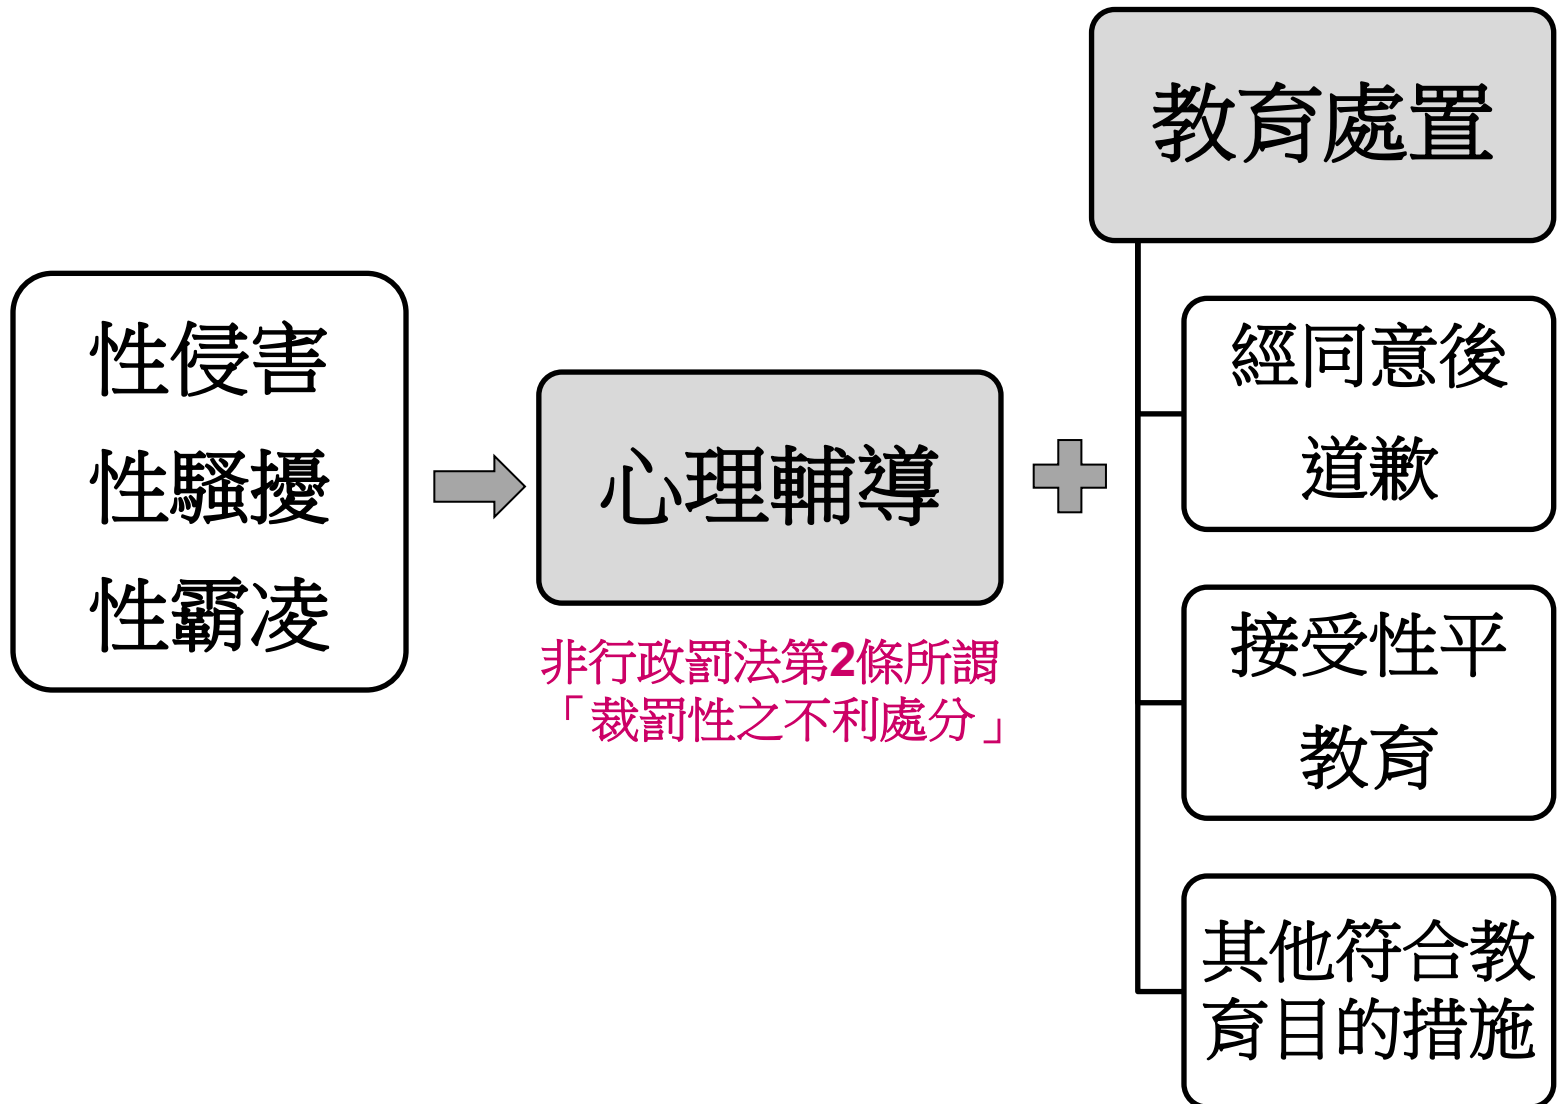 性侵害
性騷擾
性霸凌
心理輔導
非行政罰法第2條所謂
「裁罰性之不利處分」
教育處置
經同意後
道歉
接受性平
教育
其他符合教
育目的措施